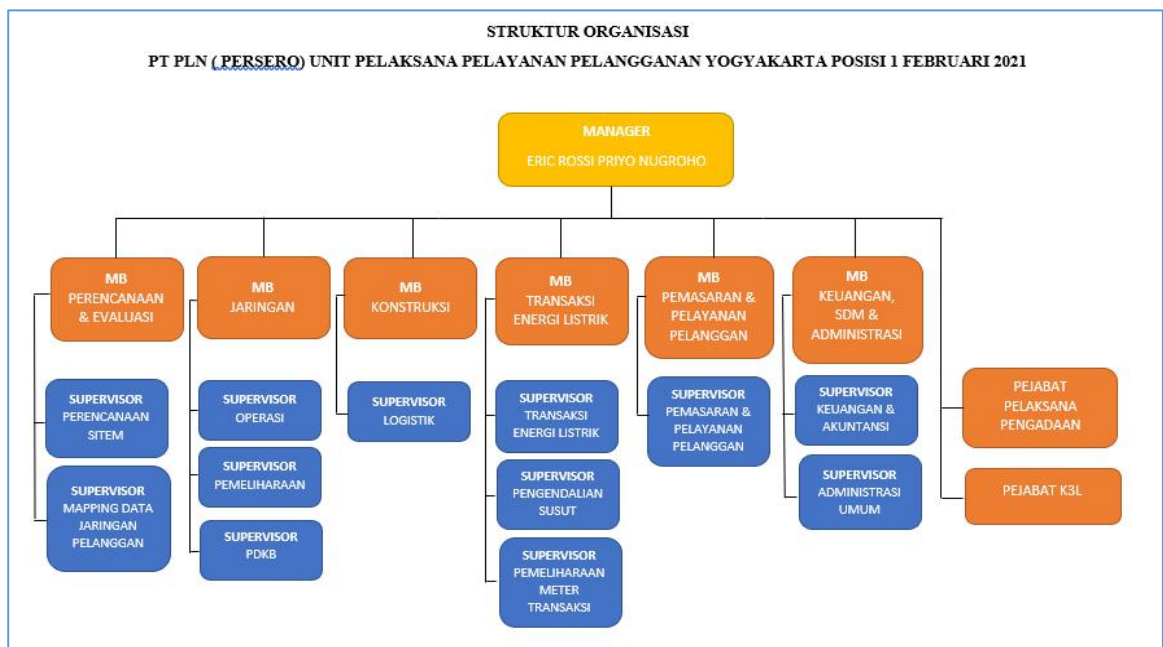 STRUKTUR ORGANISASI
PT PLN ( PERSERO) UNIT PELAKSANA PELAYANAN PELANGGANAN YOGYAKARTA POSISI 1 FEBRUARI 2021
MANAGER
ERIC ROSSI PRIYO NUGROHO
MB
PERENCANAAN
& EVALUASI
MB
JARINGAN
MB
KONSTRUKSI
MB
TRANSAKSI
ENERGI LISTRIK
MB
PEMASARAN &
PELAYANAN
PELANGGAN
MB
KEUANGAN,
SDM &
ADMINISTRASI
SUPERVISOR
PERENCANAAN
SITEM
SUPERVISOR
MAPPING DATA
JARINGAN
PELANGGAN
SUPERVISOR
OPERASI
SUPERVISOR
PEMELIHARAAN
SUPERVISOR
PDKB
SUPERVISOR
LOGISTIK
SUPERVISOR
TRANSAKSI
ENERGI LISTRIK
SUPERVISOR
PENGENDALIAN
SUSUT
SUPERVISOR
PEMELIHARAAN
METER
TRANSAKSI
SUPERVISOR
PEMASARAN &
PELAYANAN
PELANGGAN
SUPERVISOR
KEUANGAN &
AKUNTANSI
SUPERVISOR
ADMINISTRASI
UMUM
PEJABAT
PELAKSANA
PENGADAAN
PEJABAT K3L